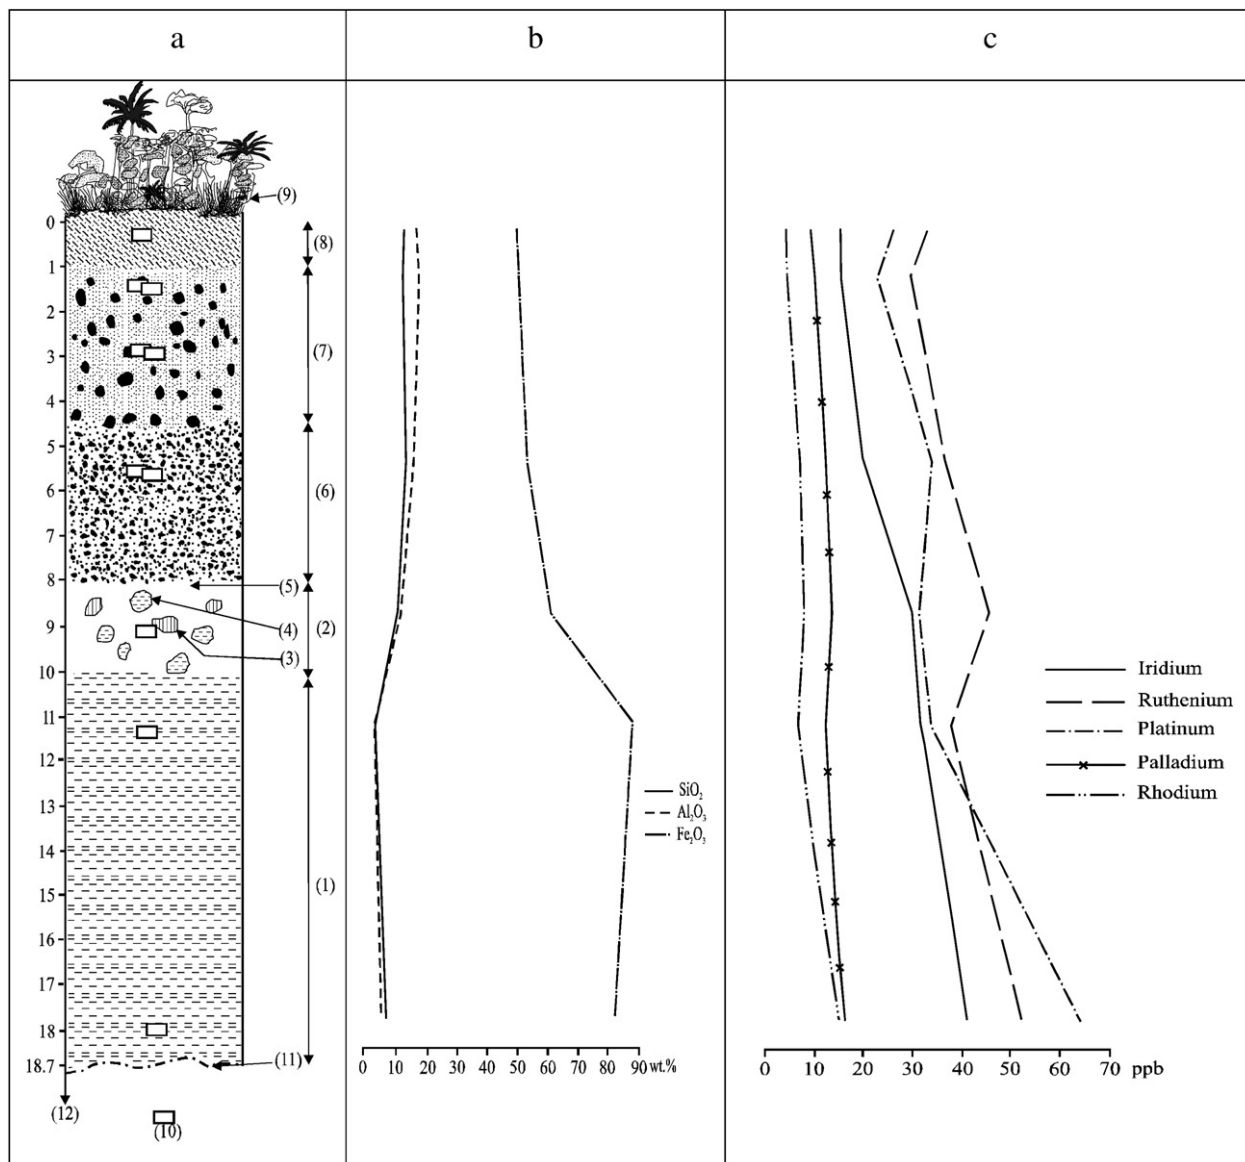 a b c
(9)
0
(8)
1
2
(7)
3
4
5
(6)
6
7
8
(5)
(4) (2)
9
(3)
10
11
12
13
14
(1)
15
16
17
18
18.7
(11)
(12)
(10)
SiO₂
Al₂O₃
Fe₂O₃
0 10 20 30 40 50 60 70 80 90 wt.%
Iridium
Ruthenium
Platinum
Palladium
Rhodium
0 10 20 30 40 50 60 70 ppb